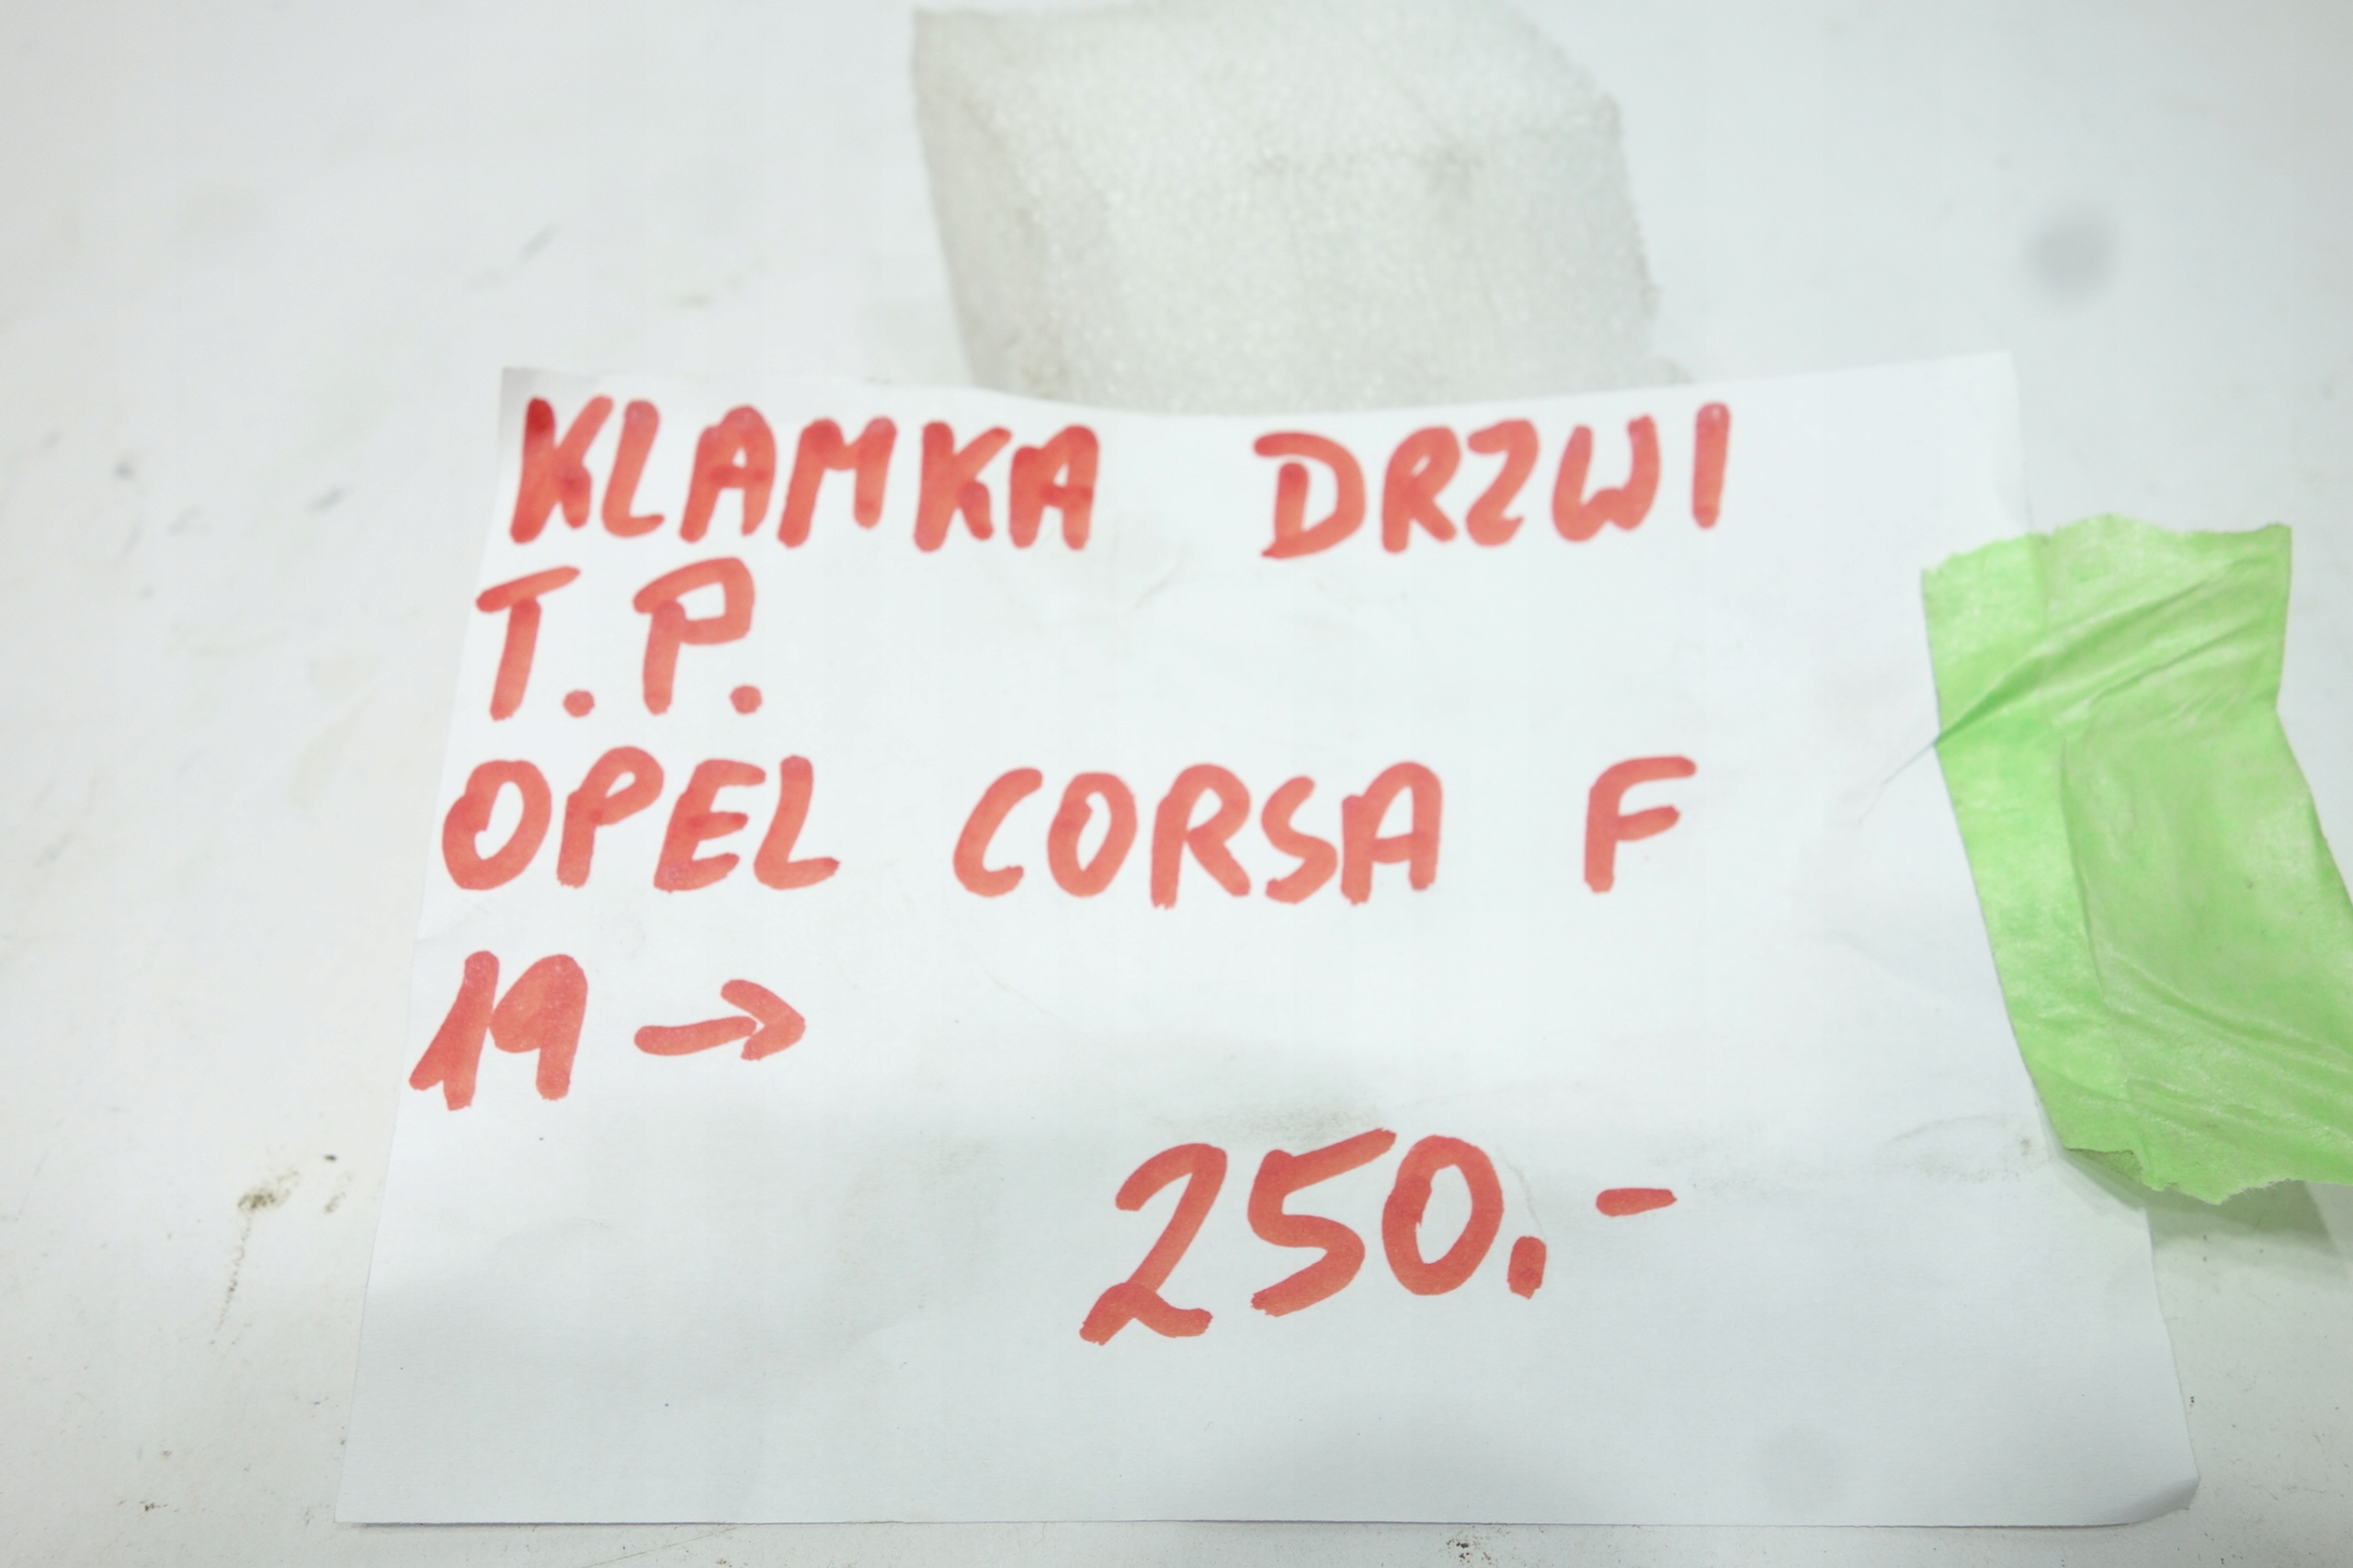 KLAMKA DRZWI
T.P.
OPEL CORSA F
19 →
250.-